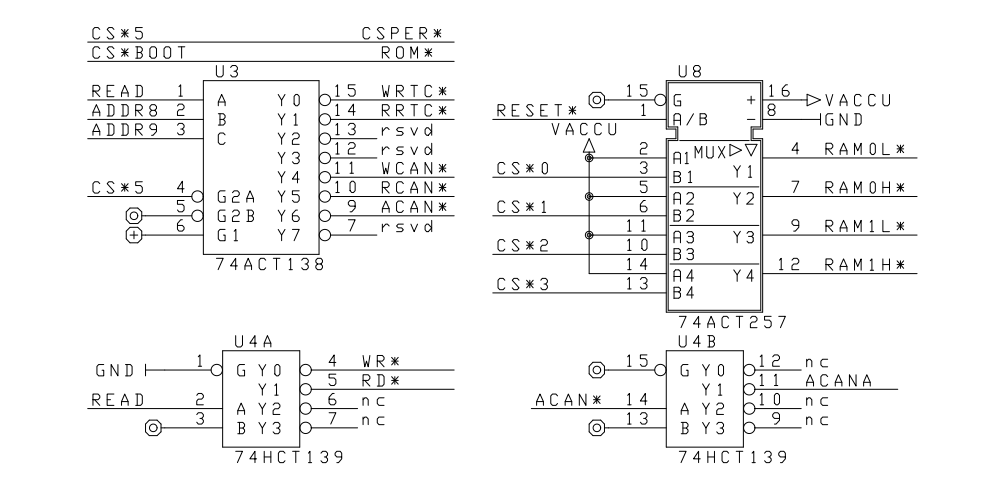 CS*5 CSPER*
CS*BOOT ROM*
U3
READ 1 A Y0 15 WRTC*
ADDR8 2 B Y1 14 RRTC*
ADDR9 3 C Y2 13 rsvd
Y3 12 rsvd
Y4 11 WCAN*
CS*5 4 G2A Y5 10 RCAN*
5 G2B Y6 9 ACAN*
6 G1 Y7 7 rsvd
74ACT138
U8
15 G + 16 VACCU
RESET* 1 A/B - 8 GND
VACCU
MUX
2 A1 Y1 4 RAM0L*
CS*0 3 B1
5 A2 Y2 7 RAM0H*
CS*1 6 B2
11 A3 Y3 9 RAM1L*
CS*2 10 B3
14 A4 Y4 12 RAM1H*
CS*3 13 B4
74ACT257
U4A
GND 1 G Y0 4 WR*
Y1 5 RD*
READ 2 A Y2 6 nc
3 B Y3 7 nc
74HCT139
U4B
15 G Y0 12 nc
Y1 11 ACANA
ACAN* 14 A Y2 10 nc
13 B Y3 9 nc
74HCT139